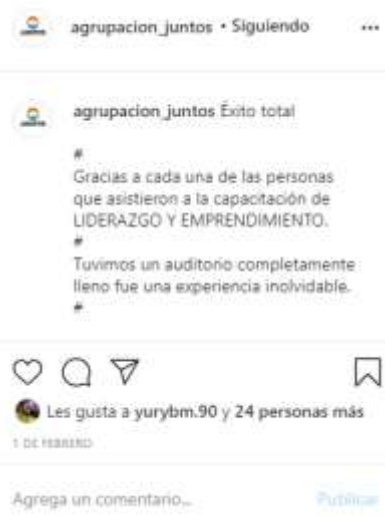 agrupacion_juntos • Siguiendo
agrupacion_juntos Éxito total
#
Gracias a cada una de las personas
que asistieron a la capacitación de
LIDERAZGO Y EMPRENDIMIENTO.
#
Tuvimos un auditorio completamente
lleno fue una experiencia inolvidable.
#
Les gusta a yurybm.90 y 24 personas más
1 DE FEBRERO
Agrega un comentario... Publicar